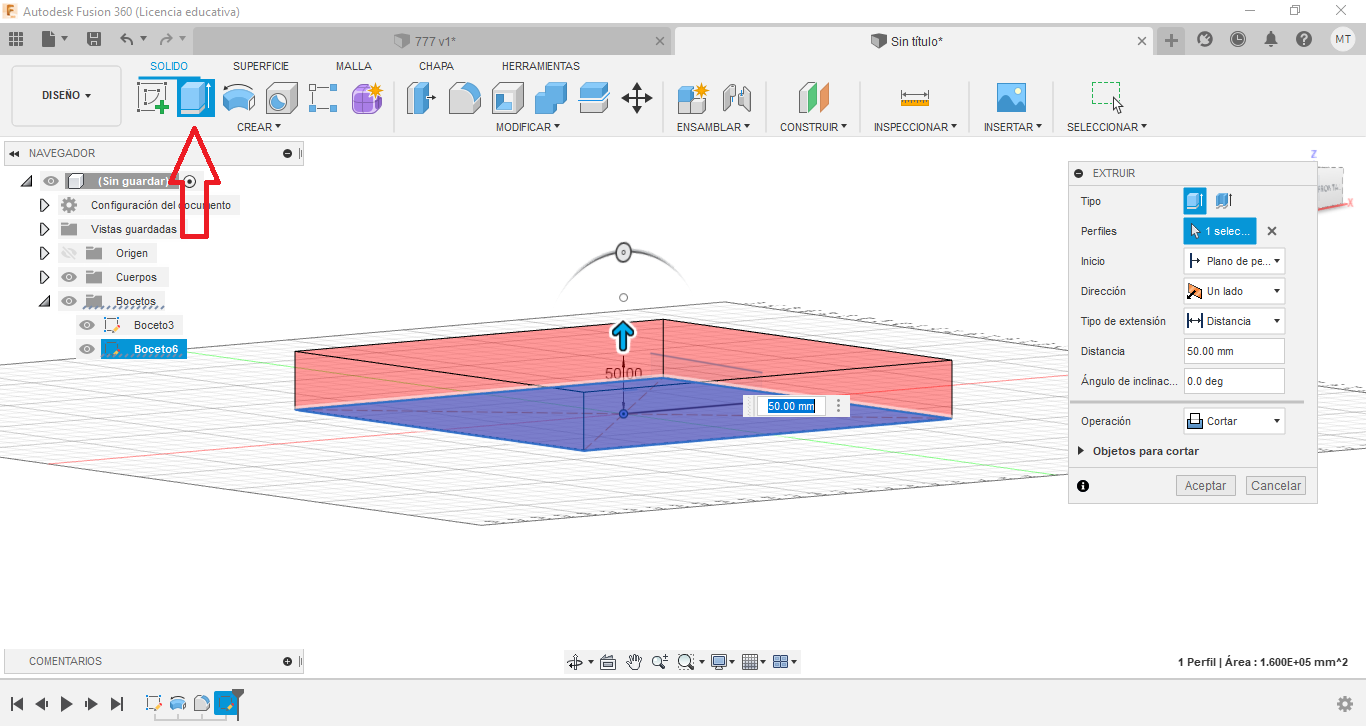 Autodesk Fusion 360 (Licencia educativa)
777 v1*
Sin título*
MT
DISEÑO
SOLIDO
SUPERFICIE
MALLA
CHAPA
HERRAMIENTAS
CREAR
MODIFICAR
ENSAMBLAR
CONSTRUIR
INSPECCIONAR
INSERTAR
SELECCIONAR
NAVEGADOR
(Sin guardar)
Configuración del documento
Vistas guardadas
Origen
Cuerpos
Bocetos
Boceto3
Boceto6
0
50.00
50.00 mm
Z
X
EXTRUIR
Tipo
Perfiles
1 selec...
Inicio
Plano de pe...
Dirección
Un lado
Tipo de extensión
Distancia
Distancia
50.00 mm
Ángulo de inclinac...
0.0 deg
Operación
Cortar
Objetos para cortar
Aceptar
Cancelar
COMENTARIOS
1 Perfil | Área : 1.600E+05 mm^2